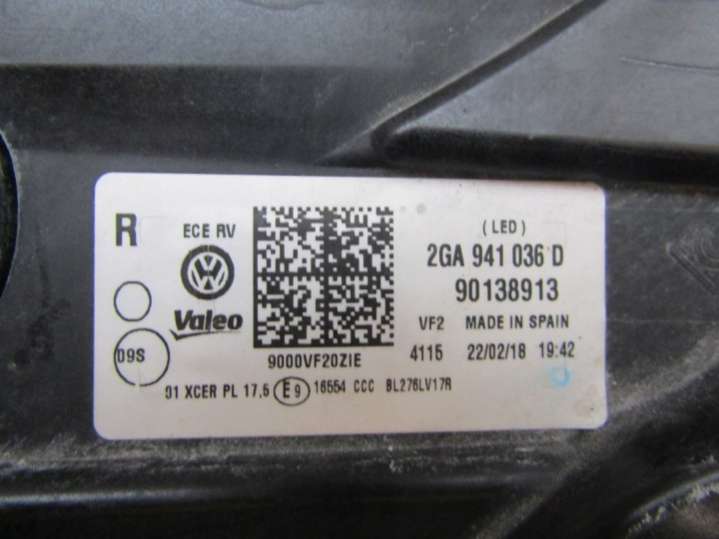 R ECE RV (LED)
2GA 941 036 D
VW
90138913
Valeo
VF2 MADE IN SPAIN
09S 9000VF20ZIE 4115 22/02/18 19:42
01 XCER PL 17.5 E9 16554 CCC 8L276LV17R